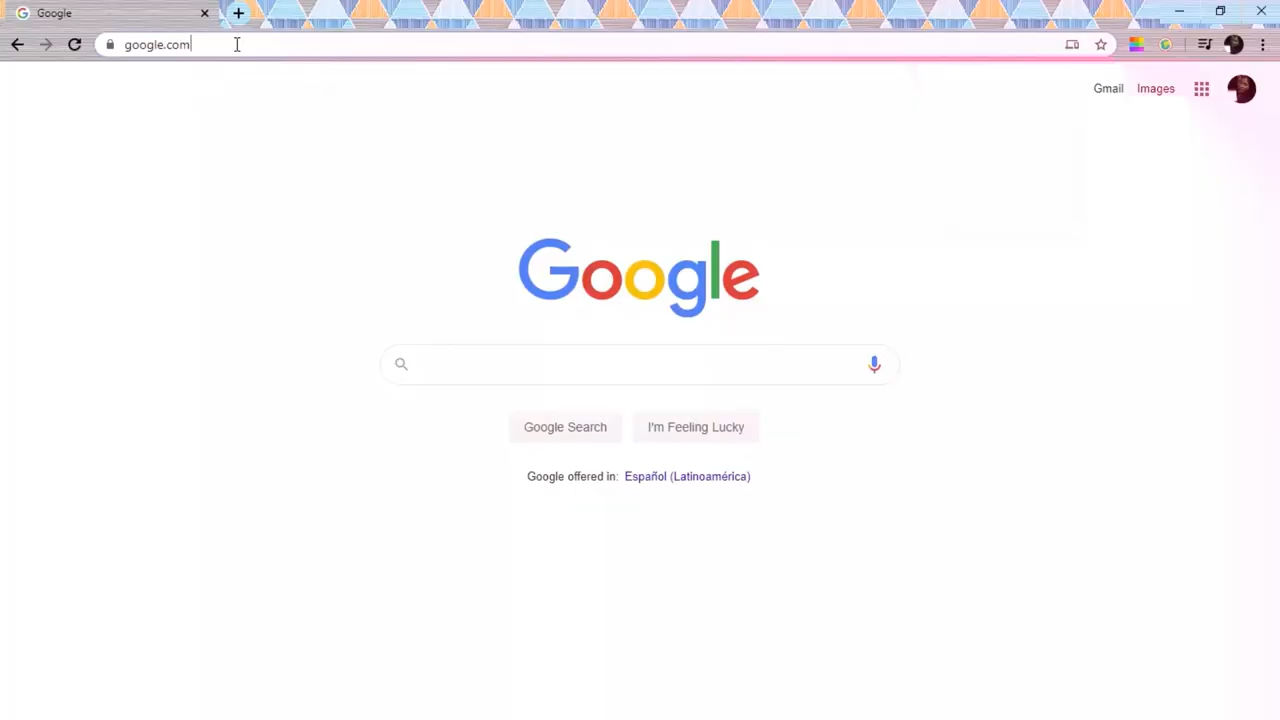 Google
google.com
Gmail Images
Google
Google Search I'm Feeling Lucky
Google offered in: Español (Latinoamérica)